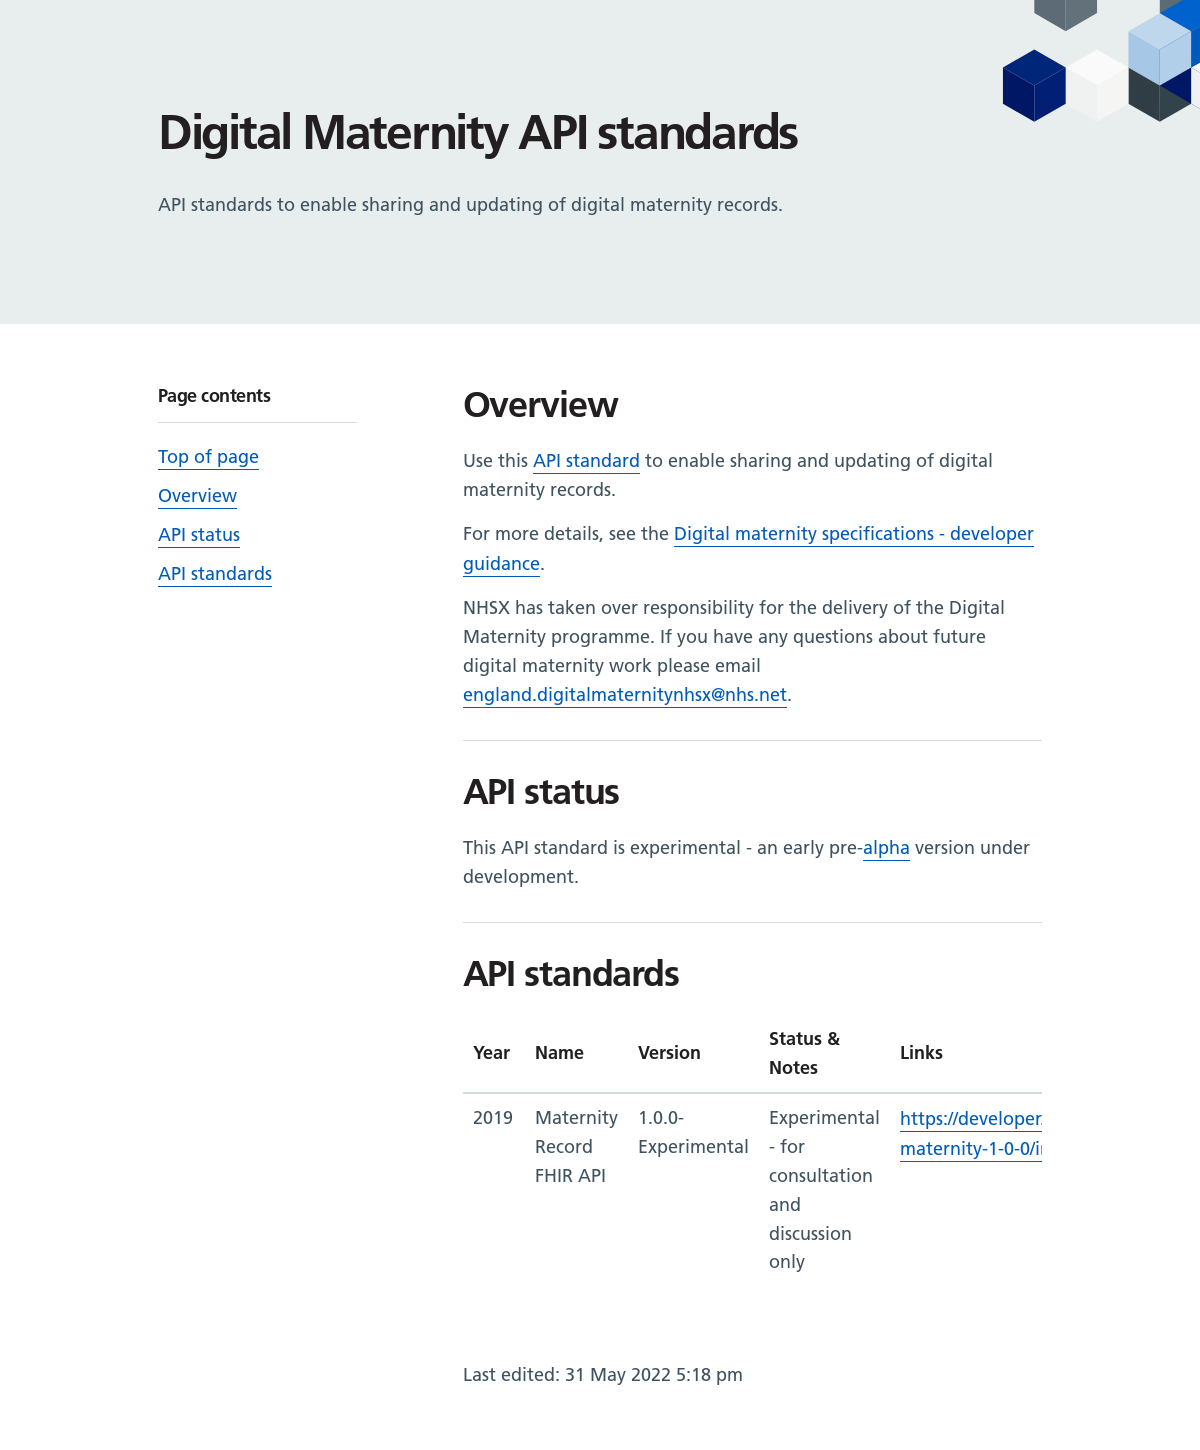 Digital Maternity API standards
API standards to enable sharing and updating of digital maternity records.
Page contents
Top of page
Overview
API status
API standards
Overview
Use this API standard to enable sharing and updating of digital
maternity records.
For more details, see the Digital maternity specifications - developer
guidance.
NHSX has taken over responsibility for the delivery of the Digital
Maternity programme. If you have any questions about future
digital maternity work please email
england.digitalmaternitynhsx@nhs.net.
API status
This API standard is experimental - an early pre-alpha version under
development.
API standards
Year Name Version Status & Notes Links
2019 Maternity 1.0.0- Experimental https://developer.
Record Experimental - for maternity-1-0-0/i
FHIR API consultation
and
discussion
only
Last edited: 31 May 2022 5:18 pm